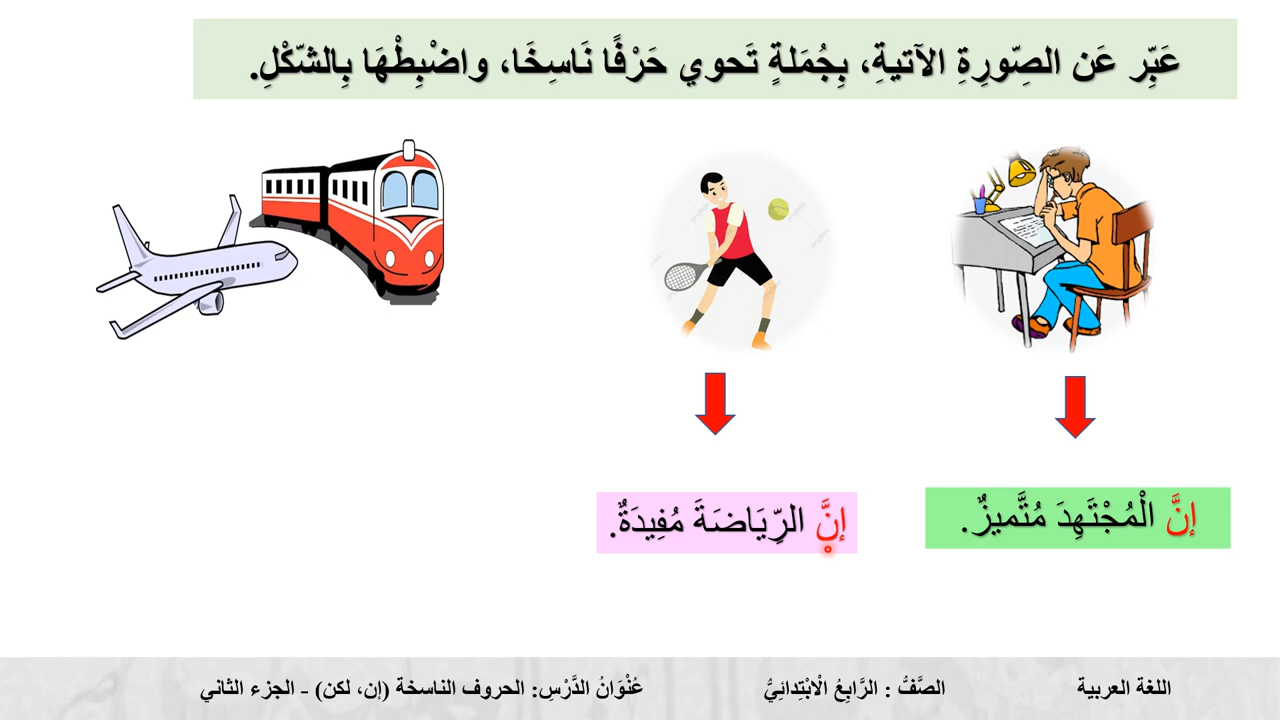 عَبِّر عَن الصِّورِةِ الآتيةِ، بِجُمَلةٍ تَحوي حَرْفًا نَاسِخَا، واضْبِطْهَا بِالشّكْلِ.
إنَّ الْمُجْتَهِدَ مُتَّميزٌ.
إنَّ الرِّيَاضَةَ مُفِيدَةٌ.
اللغة العربية
الصَّفُّ : الرَّابِعُ الْابْتِدائِيُّ
عُنْوَانُ الدَّرْسِ: الحروف الناسخة (إن، لكن) - الجزء الثاني